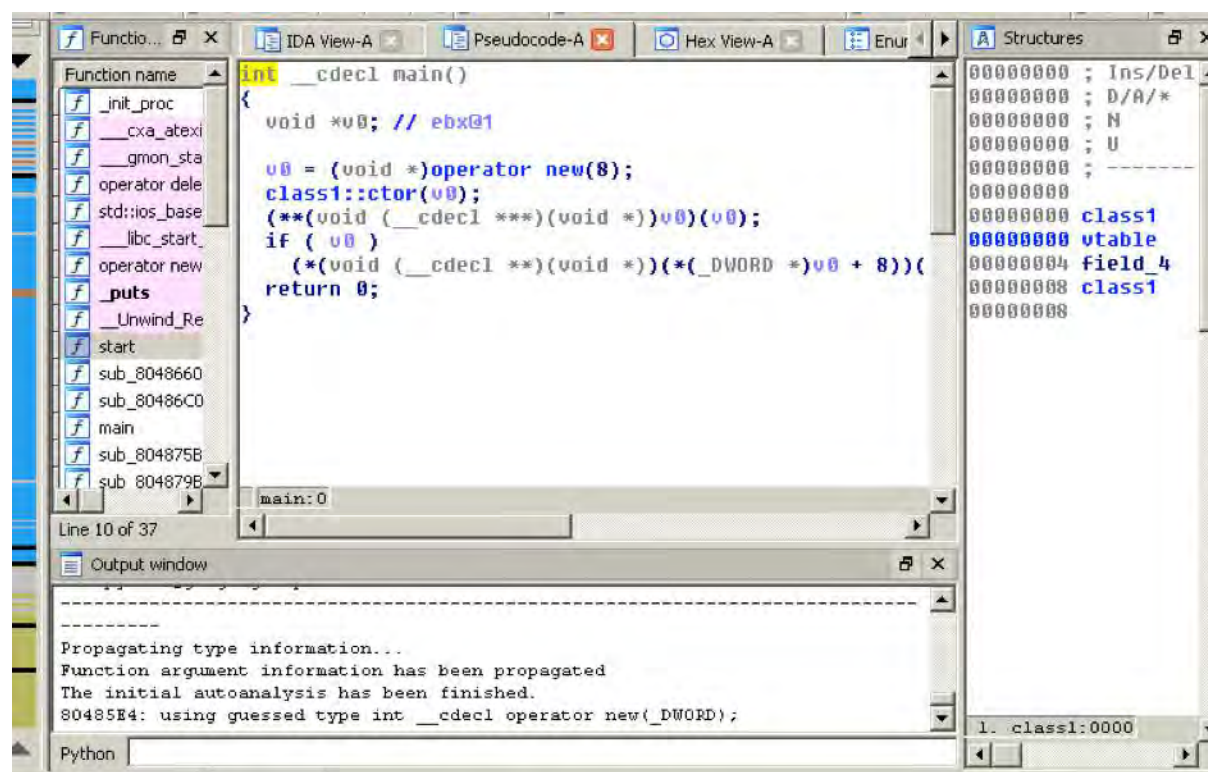 Functio...
IDA View-A
Pseudocode-A
Hex View-A
Enur
Structures
Function name
_init_proc
___cxa_atexi
___gmon_sta
operator dele
std::ios_base
___libc_start_
operator new
_puts
__Unwind_Re
start
sub_8048660
sub_80486C0
main
sub_804875B
sub_804879B
Line 10 of 37
int __cdecl main()
{
void *v0; // ebx@1
v0 = (void *)operator new(8);
class1::ctor(v0);
(**(void (__cdecl ***)(void *))v0)(v0);
if ( v0 )
(*(void (__cdecl **)(void *))(*(_DWORD *)v0 + 8))(
return 0;
}
main:0
00000000 ; Ins/Del
00000000 ; D/A/*
00000000 ; N
00000000 ; U
00000000 ; -------
00000000
00000000 class1
00000000 vtable
00000004 field_4
00000008 class1
00000008
1. class1:0000
Output window
--------------------------------------------------------------------------------
---------
Propagating type information...
Function argument information has been propagated
The initial autoanalysis has been finished.
80485E4: using guessed type int __cdecl operator new(_DWORD);
Python